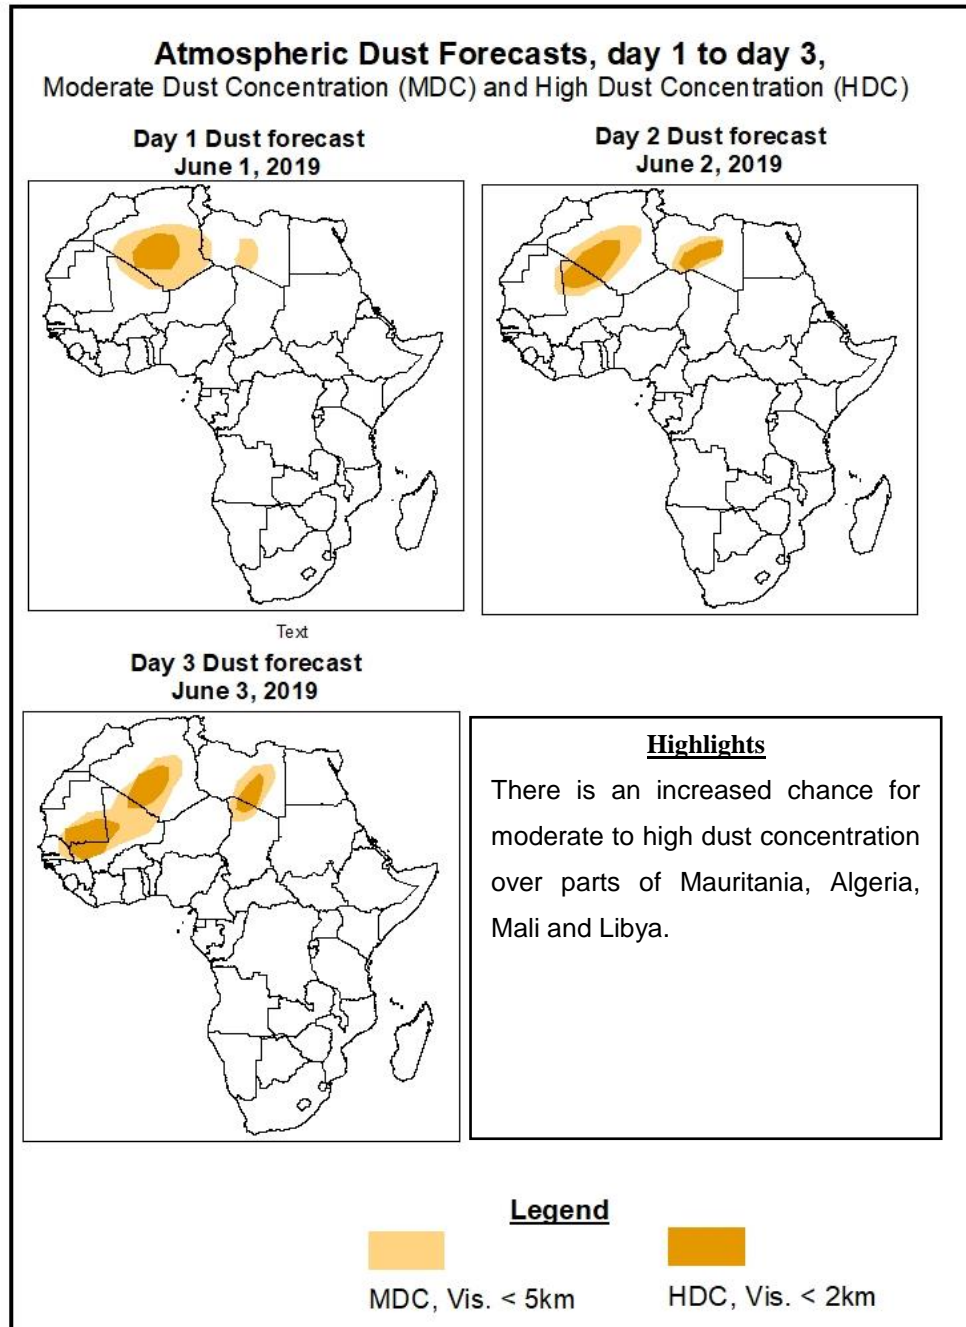 Atmospheric Dust Forecasts, day 1 to day 3,
Moderate Dust Concentration (MDC) and High Dust Concentration (HDC)
Day 1 Dust forecast
June 1, 2019
Day 2 Dust forecast
June 2, 2019
Text
Day 3 Dust forecast
June 3, 2019
Highlights
There is an increased chance for
moderate to high dust concentration
over parts of Mauritania, Algeria,
Mali and Libya.
Legend
MDC, Vis. < 5km
HDC, Vis. < 2km